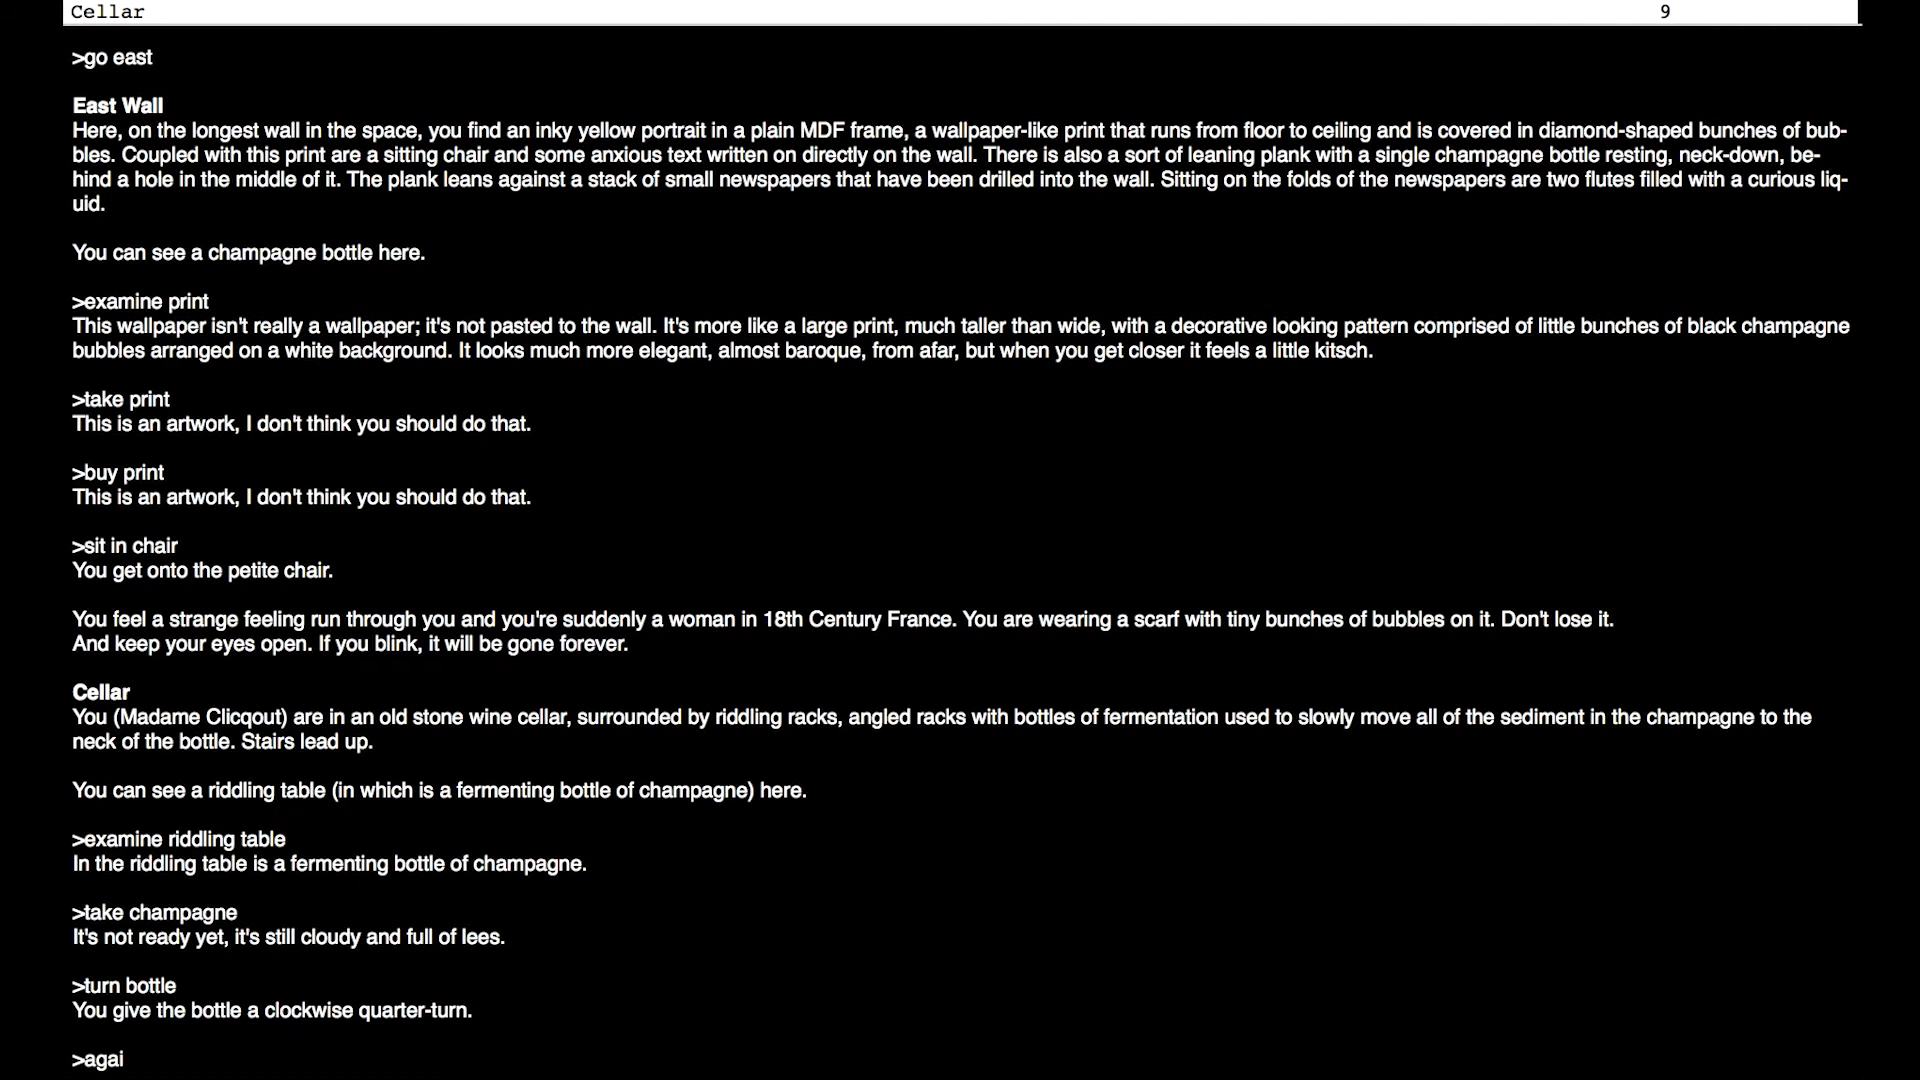 Cellar 9
>go east
East Wall
Here, on the longest wall in the space, you find an inky yellow portrait in a plain MDF frame, a wallpaper-like print that runs from floor to ceiling and is covered in diamond-shaped bunches of bub-
bles. Coupled with this print are a sitting chair and some anxious text written on directly on the wall. There is also a sort of leaning plank with a single champagne bottle resting, neck-down, be-
hind a hole in the middle of it. The plank leans against a stack of small newspapers that have been drilled into the wall. Sitting on the folds of the newspapers are two flutes filled with a curious liq-
uid.
You can see a champagne bottle here.
>examine print
This wallpaper isn't really a wallpaper; it's not pasted to the wall. It's more like a large print, much taller than wide, with a decorative looking pattern comprised of little bunches of black champagne
bubbles arranged on a white background. It looks much more elegant, almost baroque, from afar, but when you get closer it feels a little kitsch.
>take print
This is an artwork, I don't think you should do that.
>buy print
This is an artwork, I don't think you should do that.
>sit in chair
You get onto the petite chair.
You feel a strange feeling run through you and you're suddenly a woman in 18th Century France. You are wearing a scarf with tiny bunches of bubbles on it. Don't lose it.
And keep your eyes open. If you blink, it will be gone forever.
Cellar
You (Madame Clicqout) are in an old stone wine cellar, surrounded by riddling racks, angled racks with bottles of fermentation used to slowly move all of the sediment in the champagne to the
neck of the bottle. Stairs lead up.
You can see a riddling table (in which is a fermenting bottle of champagne) here.
>examine riddling table
In the riddling table is a fermenting bottle of champagne.
>take champagne
It's not ready yet, it's still cloudy and full of lees.
>turn bottle
You give the bottle a clockwise quarter-turn.
>agai